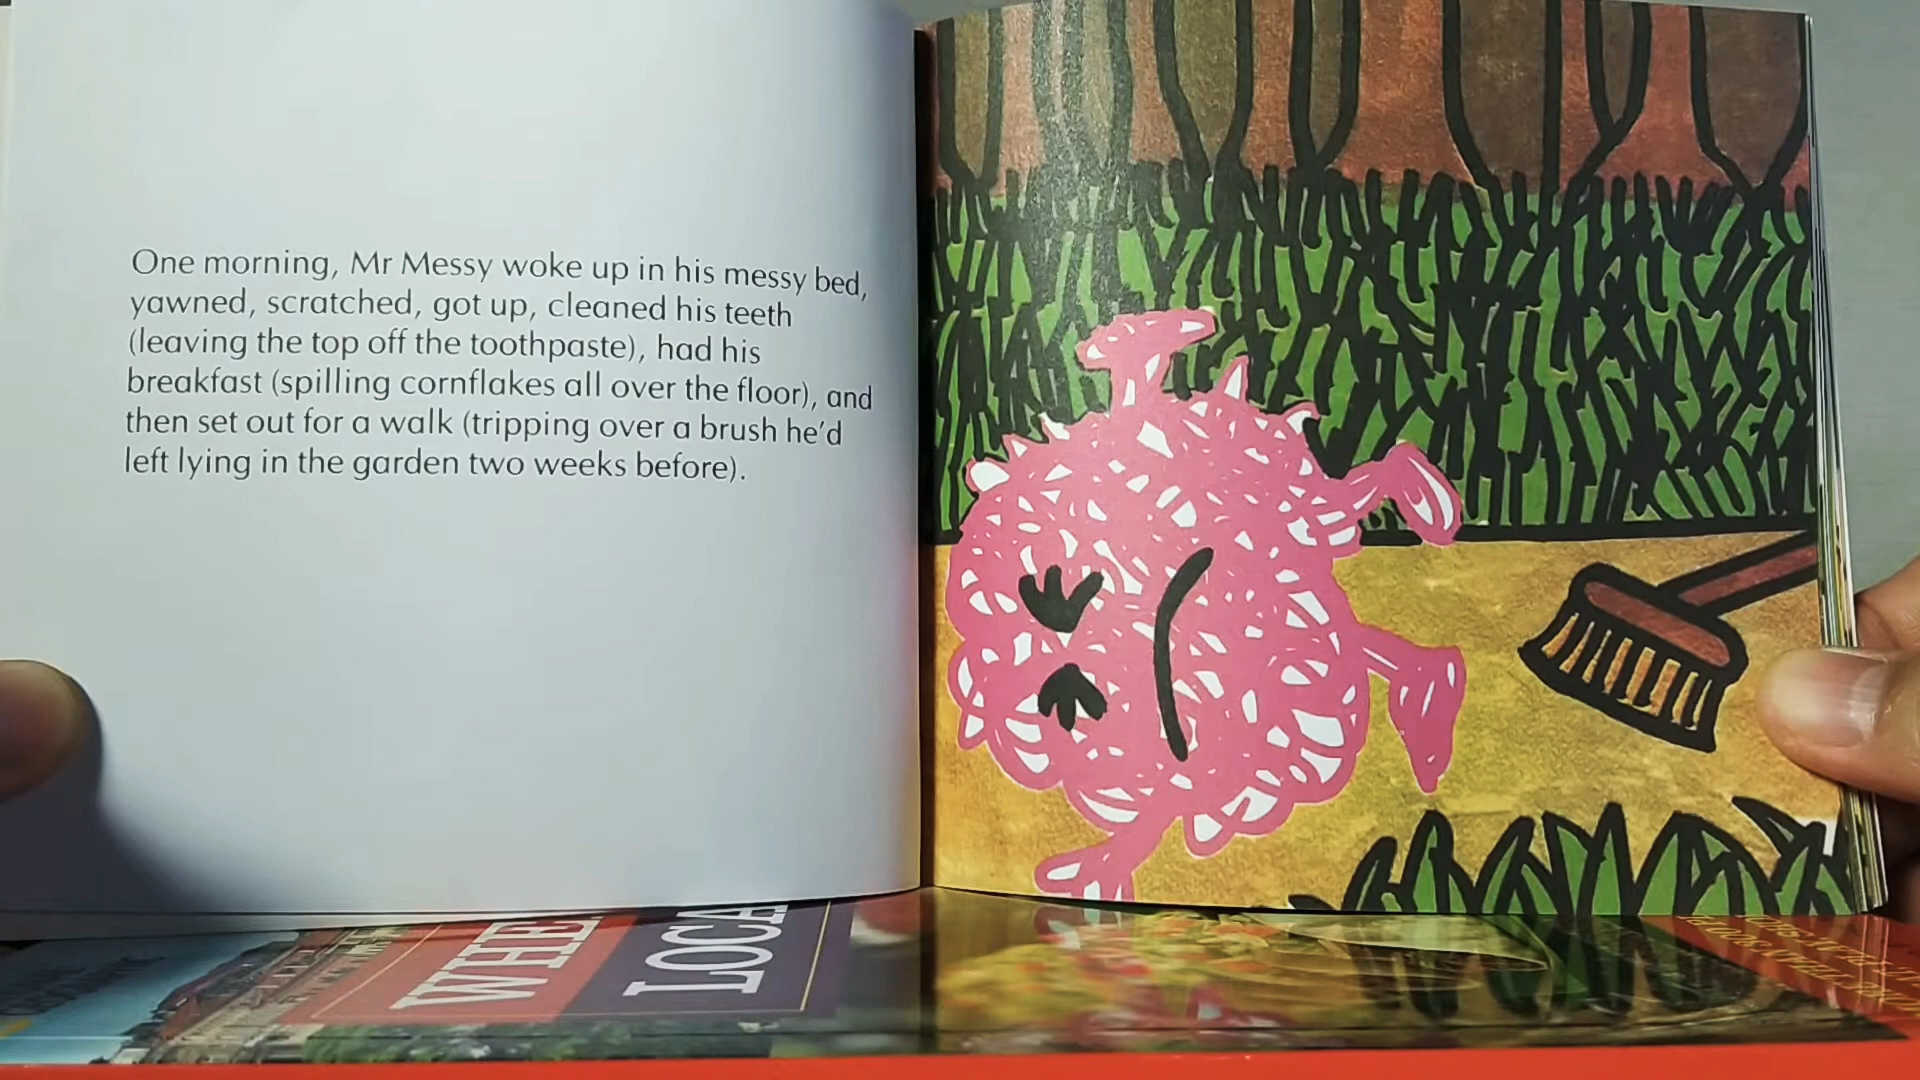 One morning, Mr Messy woke up in his messy bed,
yawned, scratched, got up, cleaned his teeth
(leaving the top off the toothpaste), had his
breakfast (spilling cornflakes all over the floor), and
then set out for a walk (tripping over a brush he'd
left lying in the garden two weeks before).
WHE
LOCA